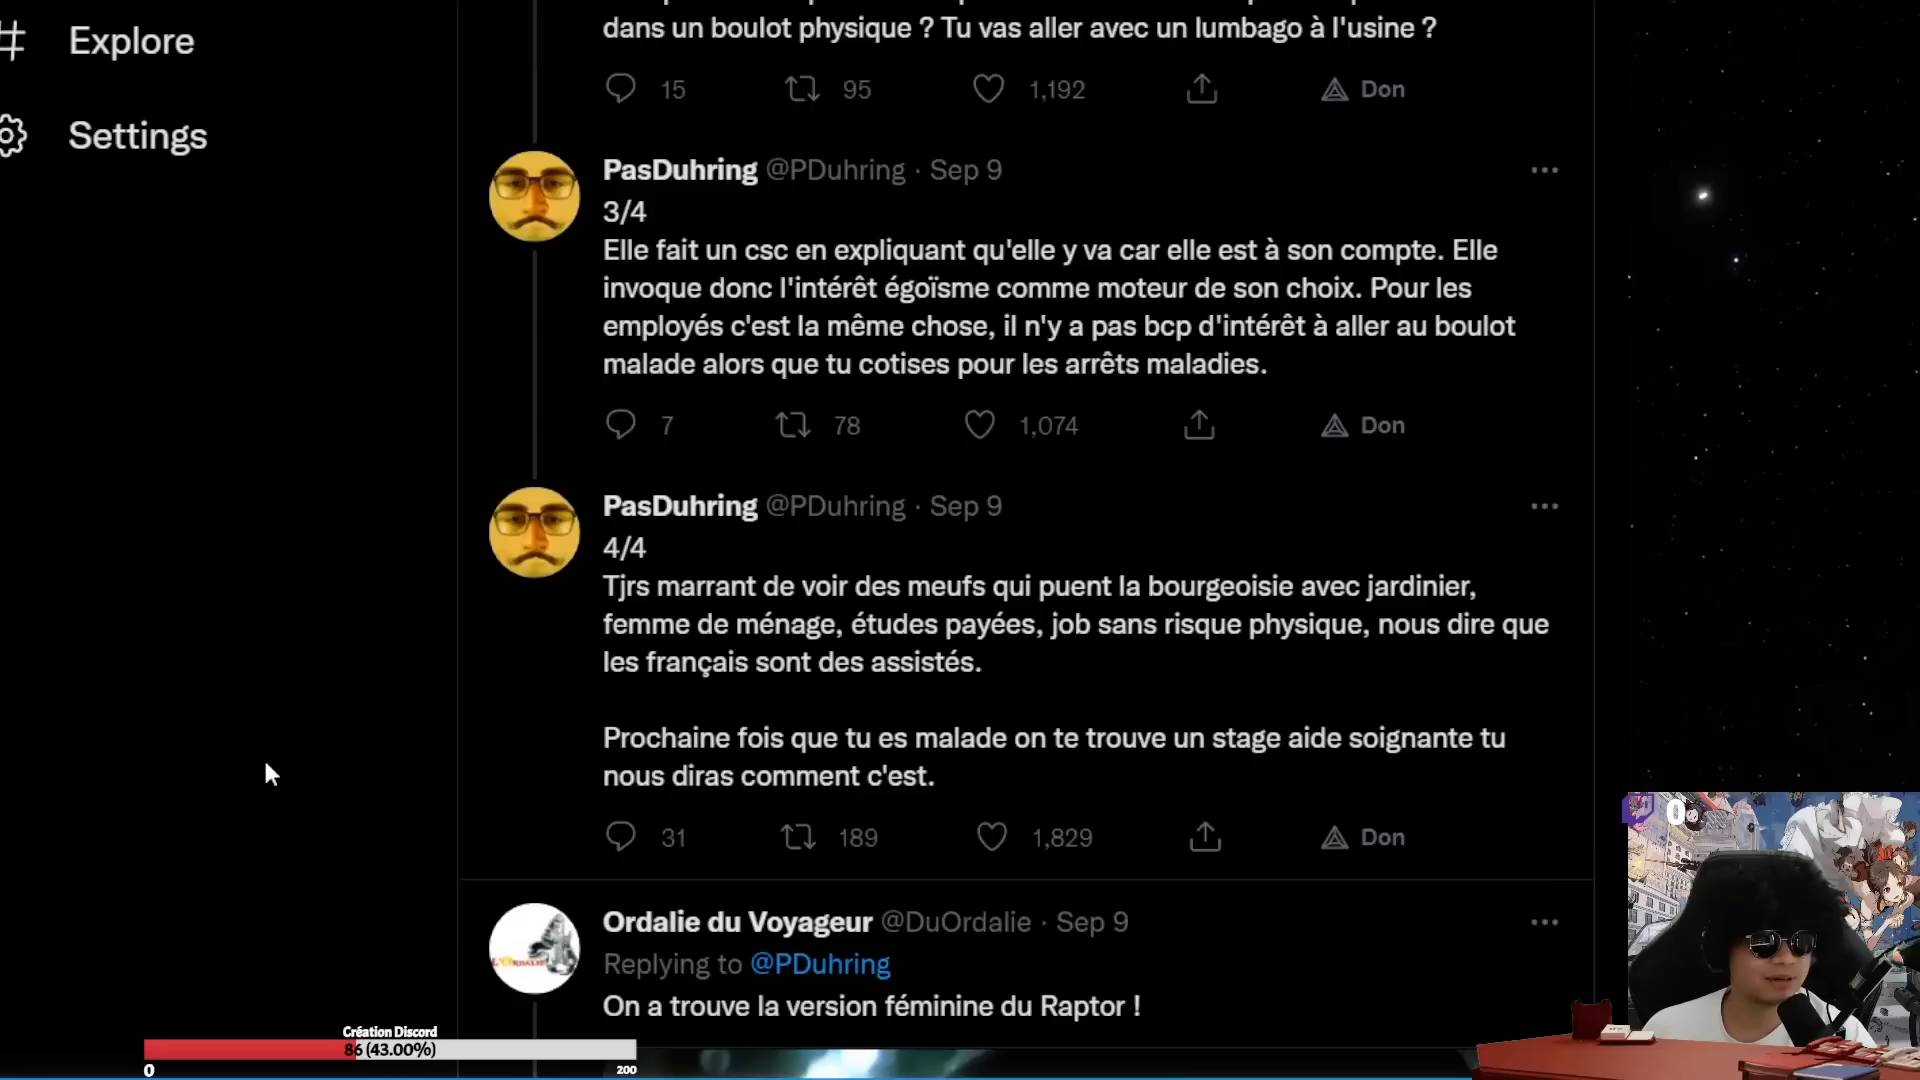 Explore
Settings
dans un boulot physique ? Tu vas aller avec un lumbago à l'usine ?
15 95 1,192 Don
PasDuhring @PDuhring · Sep 9
3/4
Elle fait un csc en expliquant qu'elle y va car elle est à son compte. Elle
invoque donc l'intérêt égoïsme comme moteur de son choix. Pour les
employés c'est la même chose, il n'y a pas bcp d'intérêt à aller au boulot
malade alors que tu cotises pour les arrêts maladies.
7 78 1,074 Don
PasDuhring @PDuhring · Sep 9
4/4
Tjrs marrant de voir des meufs qui puent la bourgeoisie avec jardinier,
femme de ménage, études payées, job sans risque physique, nous dire que
les français sont des assistés.
Prochaine fois que tu es malade on te trouve un stage aide soignante tu
nous diras comment c'est.
31 189 1,829 Don
Ordalie du Voyageur @DuOrdalie · Sep 9
Replying to @PDuhring
On a trouve la version féminine du Raptor !
Création Discord
86 (43.00%)
0 200
0